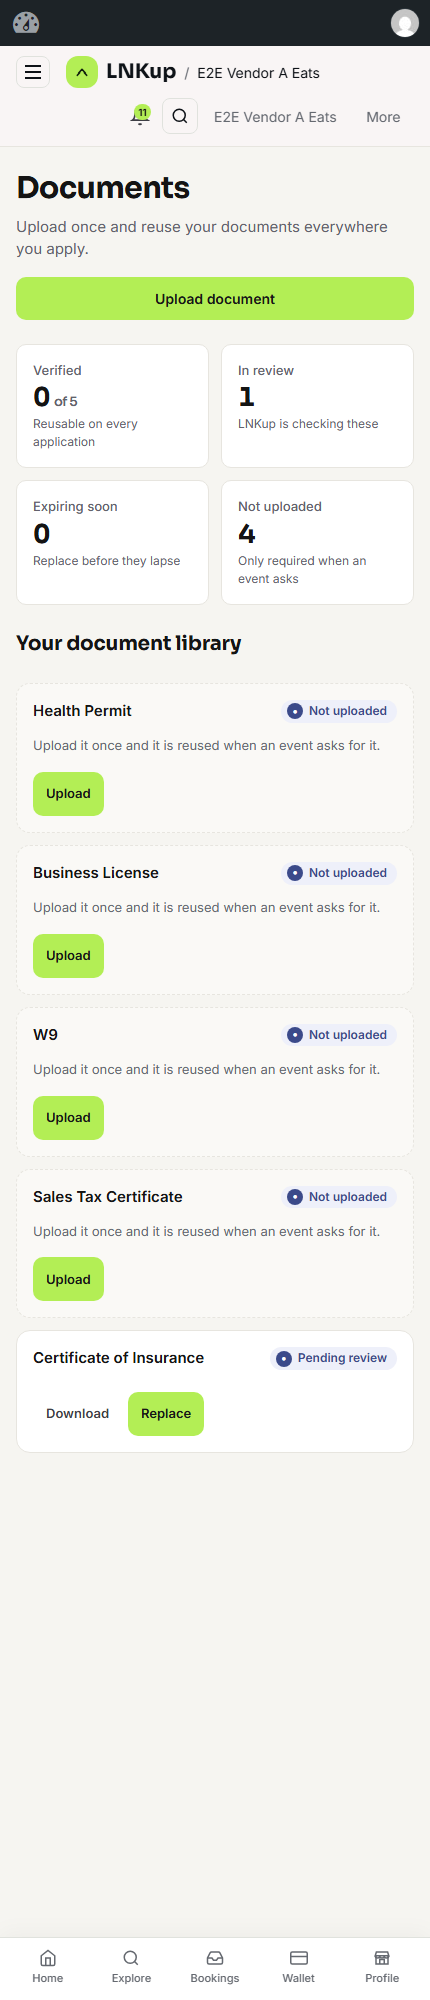 LNKup / E2E Vendor A Eats
11
E2E Vendor A Eats More
Documents
Upload once and reuse your documents everywhere
you apply.
Upload document
Verified
0 of 5
Reusable on every
application
In review
1
LNKup is checking these
Expiring soon
0
Replace before they lapse
Not uploaded
4
Only required when an
event asks
Your document library
Health Permit
Not uploaded
Upload it once and it is reused when an event asks for it.
Upload
Business License
Not uploaded
Upload it once and it is reused when an event asks for it.
Upload
W9
Not uploaded
Upload it once and it is reused when an event asks for it.
Upload
Sales Tax Certificate
Not uploaded
Upload it once and it is reused when an event asks for it.
Upload
Certificate of Insurance
Pending review
Download Replace
Home Explore Bookings Wallet Profile